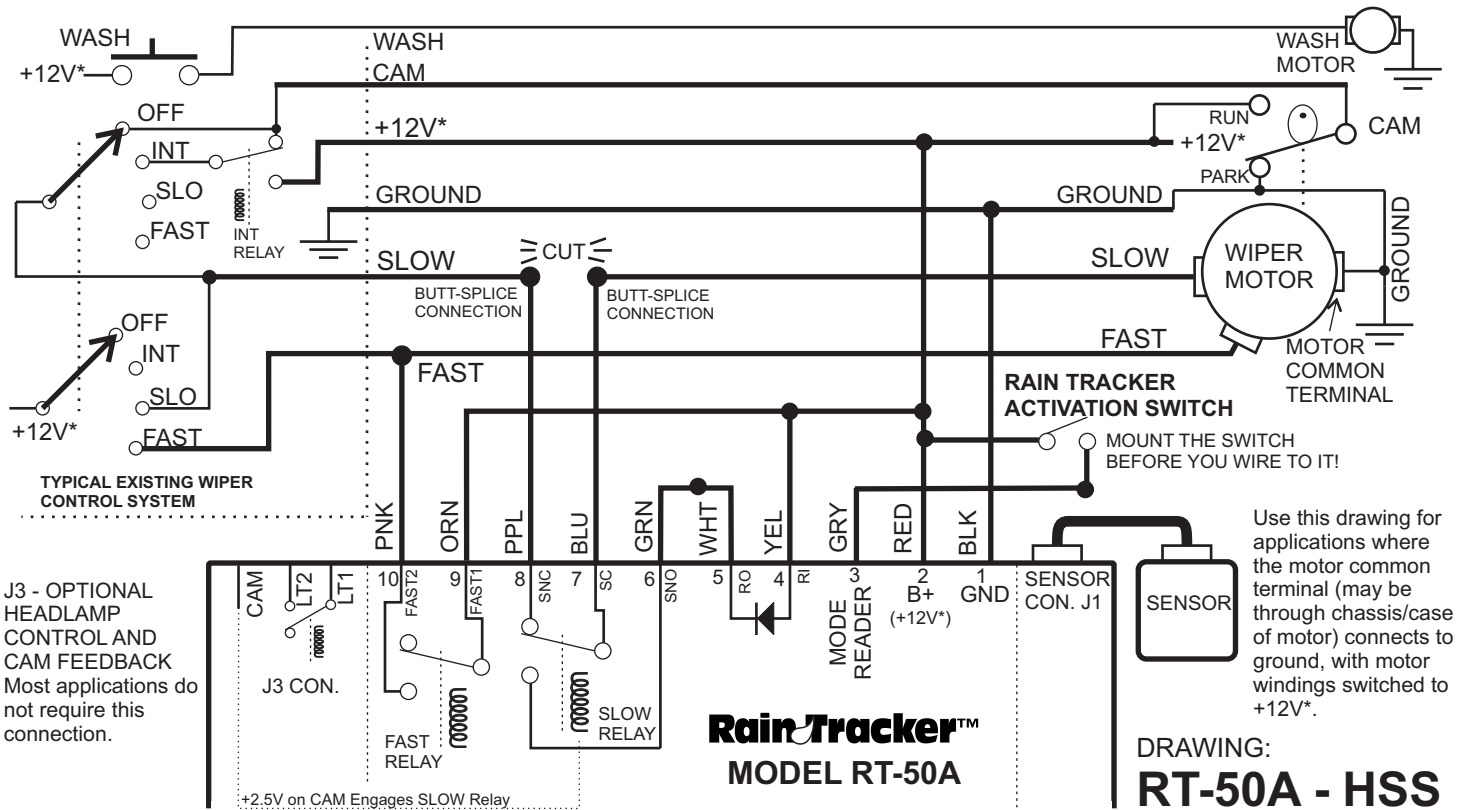 WASH
+12V*
WASH
CAM
WASH
MOTOR
OFF
INT
SLO
FAST
INT
RELAY
+12V*
RUN
+12V*
CAM
PARK
GROUND
GROUND
GROUND
SLOW
CUT
SLOW
BUTT-SPLICE
CONNECTION
BUTT-SPLICE
CONNECTION
WIPER
MOTOR
OFF
INT
SLO
FAST
+12V*
FAST
FAST
MOTOR
COMMON
TERMINAL
RAIN TRACKER
ACTIVATION SWITCH
MOUNT THE SWITCH
BEFORE YOU WIRE TO IT!
TYPICAL EXISTING WIPER
CONTROL SYSTEM
PNK
ORN
PPL
BLU
GRN
WHT
YEL
GRY
RED
BLK
J3 - OPTIONAL
HEADLAMP
CONTROL AND
CAM FEEDBACK
Most applications do
not require this
connection.
CAM
LT2
LT1
J3 CON.
10
FAST2
9
FAST1
8
SNC
7
SC
6
SNO
5
RO
4
RI
3
MODE
READER
2
B+
(+12V*)
1
GND
SENSOR
CON. J1
SENSOR
Use this drawing for
applications where
the motor common
terminal (may be
through chassis/case
of motor) connects to
ground, with motor
windings switched to
+12V*.
FAST
RELAY
SLOW
RELAY
+2.5V on CAM Engages SLOW Relay
Rain Tracker™
MODEL RT-50A
DRAWING:
RT-50A - HSS